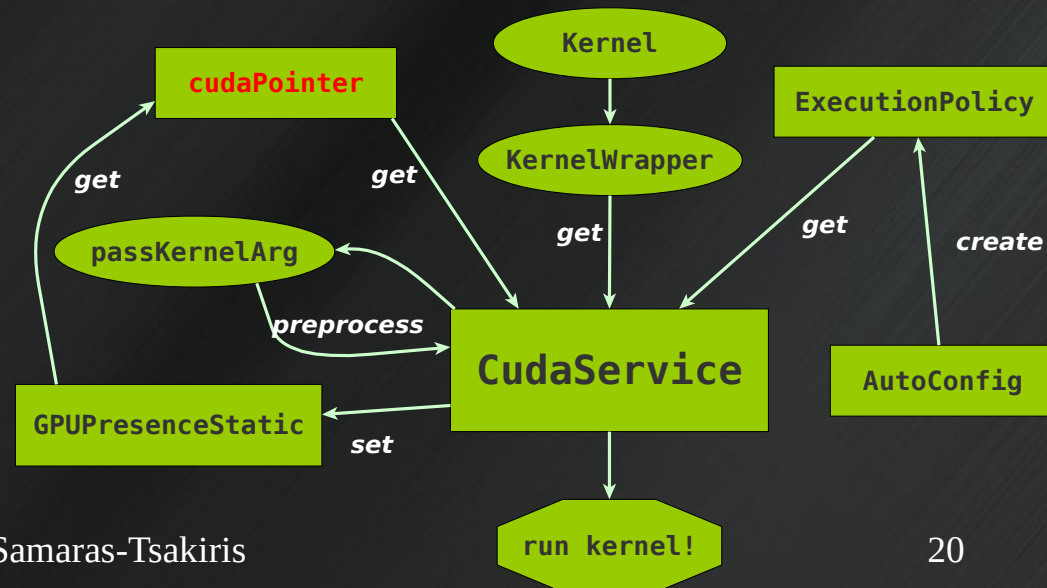 Kernel
cudaPointer
ExecutionPolicy
KernelWrapper
get
get
get
get
create
passKernelArg
preprocess
CudaService
AutoConfig
GPUPresenceStatic
set
run kernel!
Samaras-Tsakiris
20